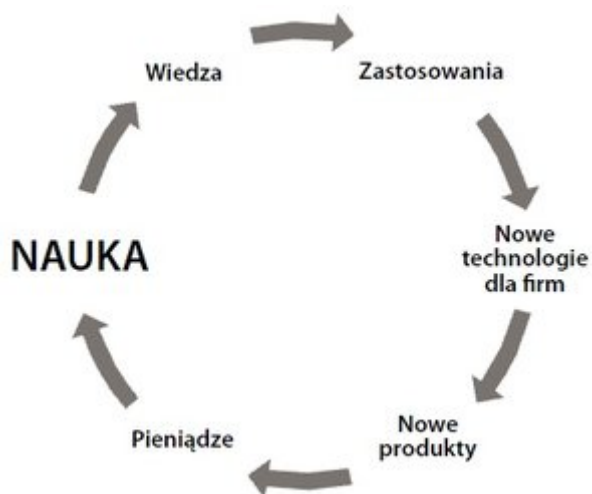 Wiedza
Zastosowania
NAUKA
Nowe
technologie
dla firm
Pieniądze
Nowe
produkty